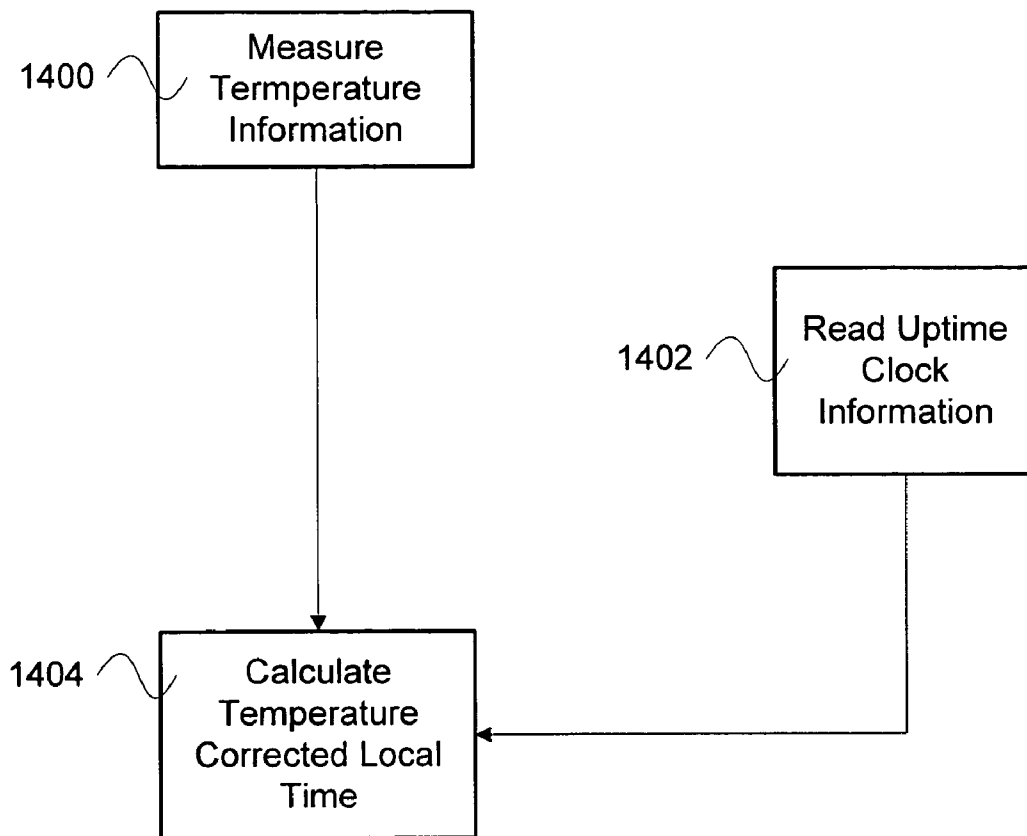 1400
Measure
Termperature
Information
1402
Read Uptime
Clock
Information
1404
Calculate
Temperature
Corrected Local
Time